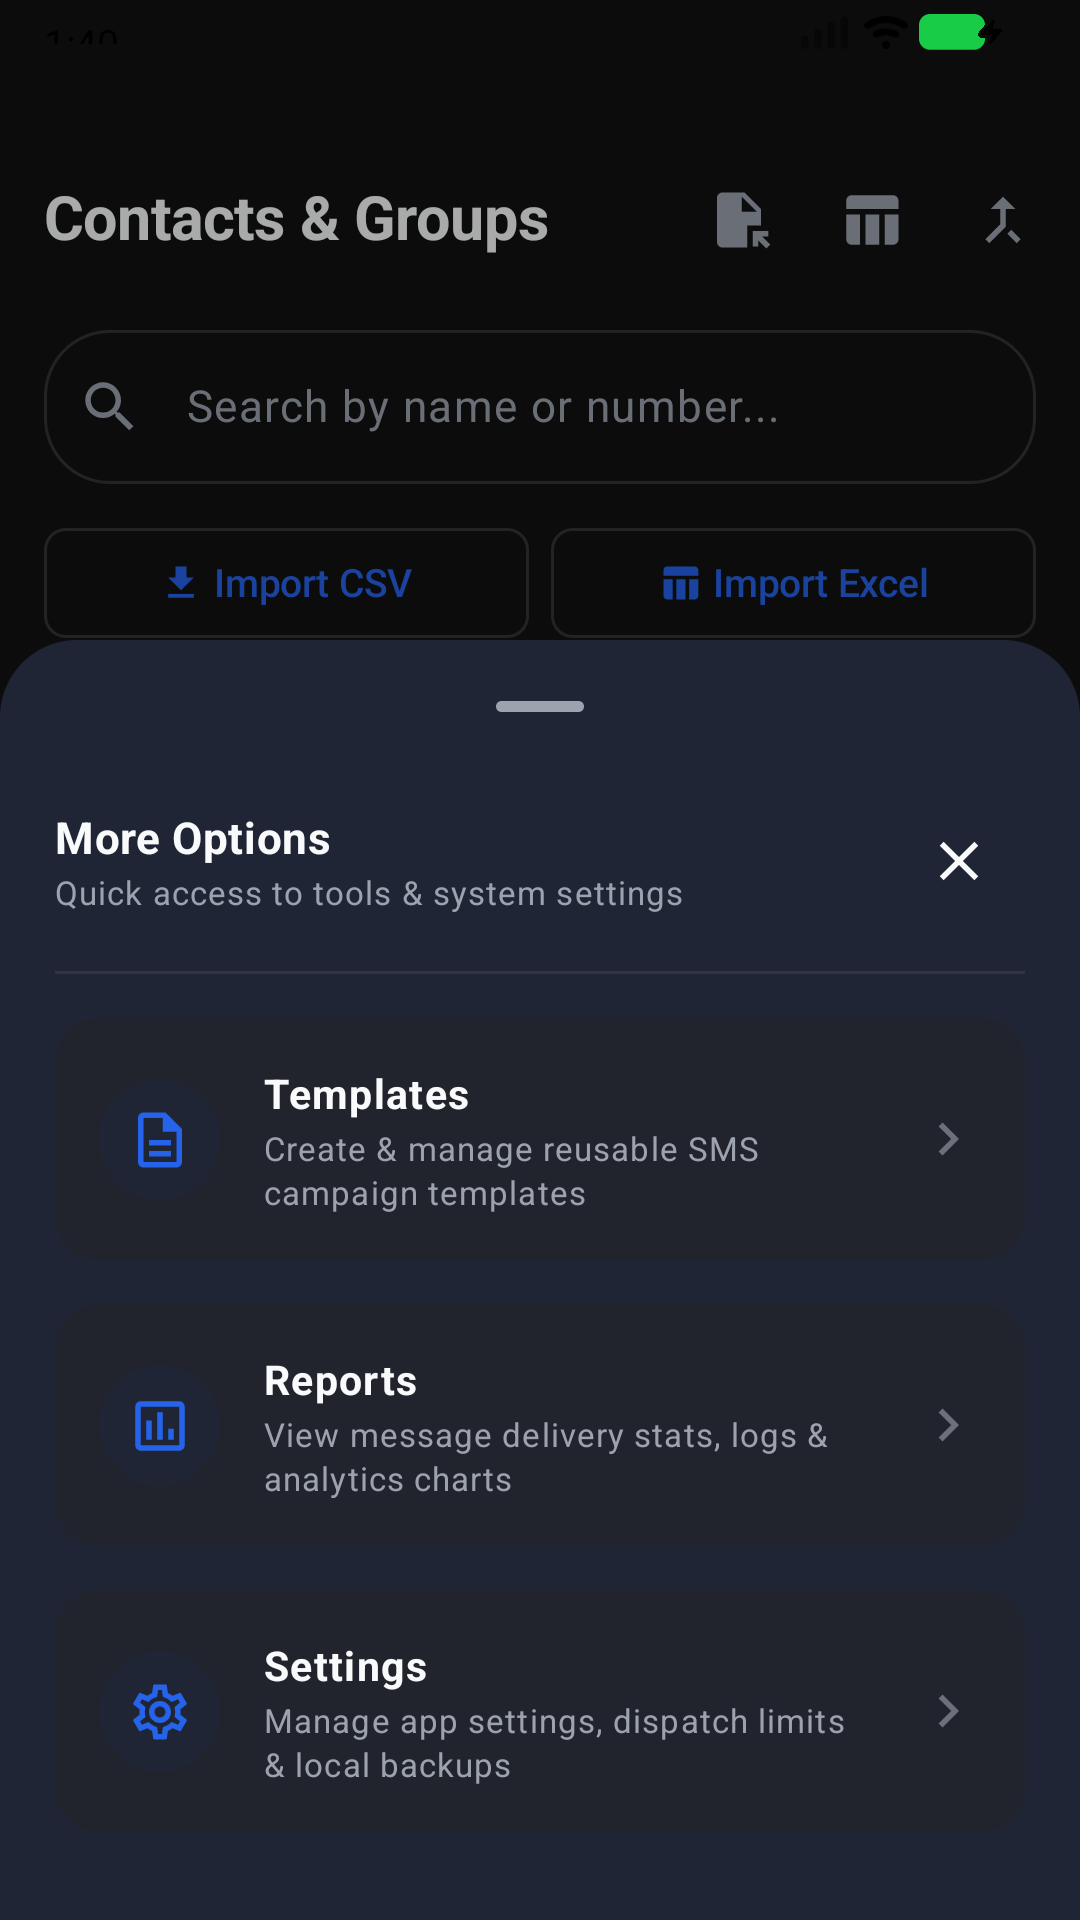 1:40
Contacts & Groups
Search by name or number...
Import CSV
Import Excel
More Options
Quick access to tools & system settings
Templates
Create & manage reusable SMS
campaign templates
Reports
View message delivery stats, logs &
analytics charts
Settings
Manage app settings, dispatch limits
& local backups